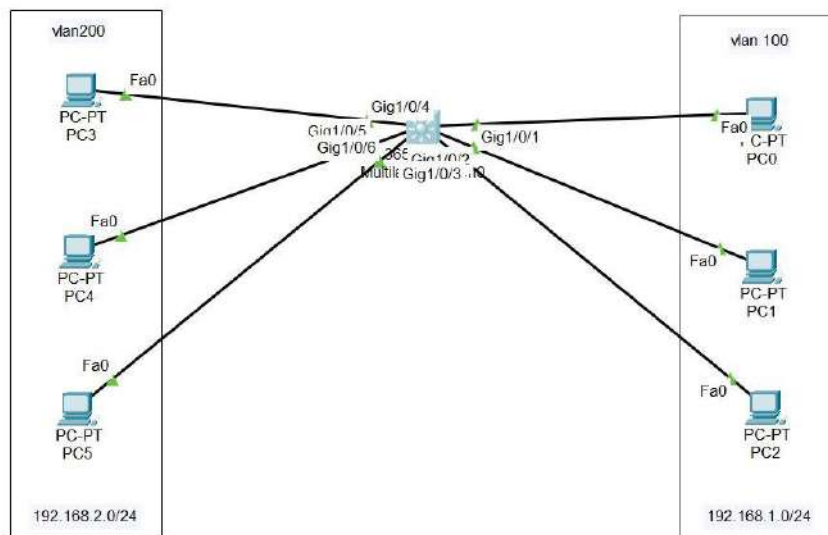 vlan200
Fa0
PC-PT
PC3
Fa0
PC-PT
PC4
Fa0
PC-PT
PC5
192.168.2.0/24
Gig1/0/4
Gig1/0/5
Gig1/0/6
Gig1/0/1
Gig1/0/2
Gig1/0/3
vlan 100
Fa0
PC0
Fa0
PC-PT
PC1
Fa0
PC-PT
PC2
192.168.1.0/24